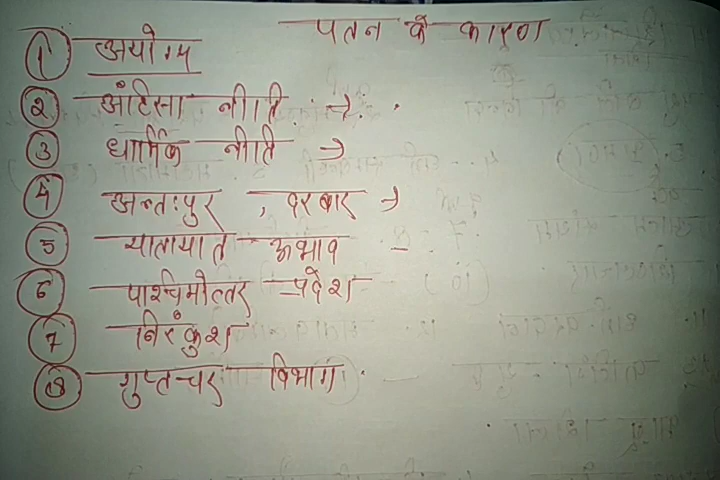 पतन के कारण
① अयोग्य
② अहिंसा नीति →
③ धार्मिक नीति →
④ अन्तःपुर , दरबार →
⑤ यातायात अभाव -
⑥ पश्चिमोत्तर प्रदेश
⑦ निरंकुश
⑧ गुप्तचर विभाग